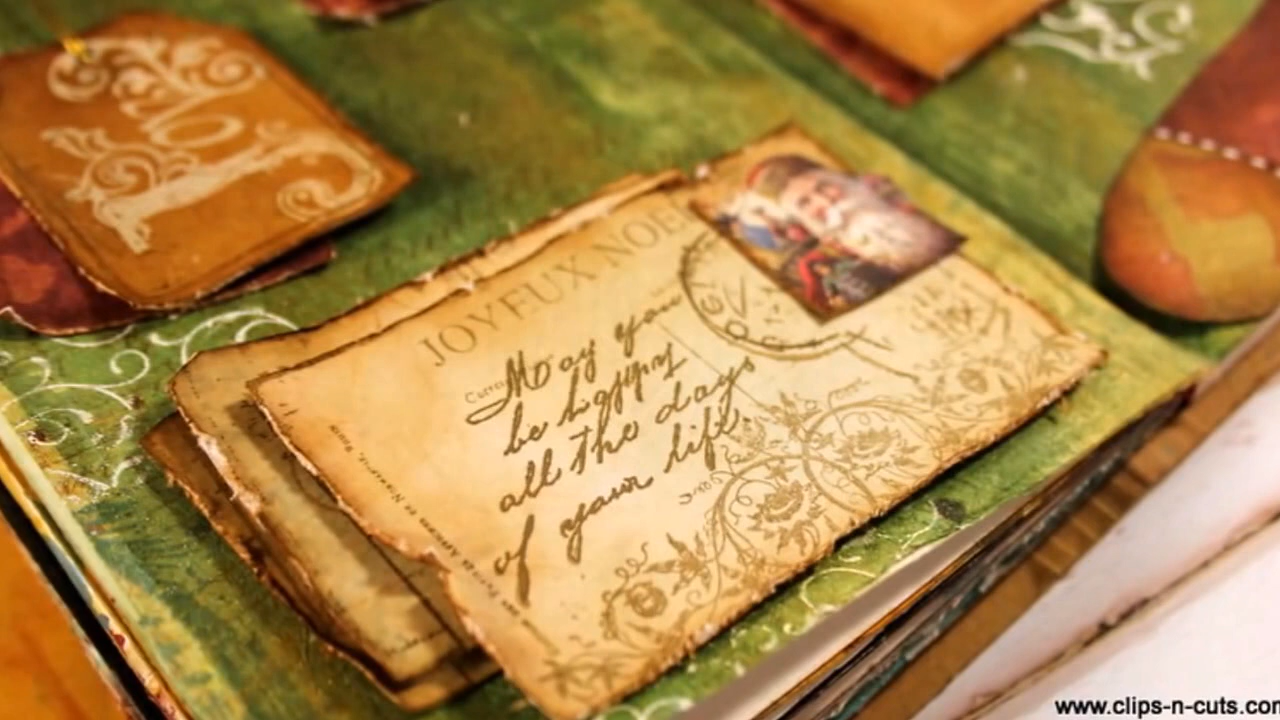 JOYEUX NOEL
May you
be happy
all the days
of your life.
www.clips-n-cuts.com